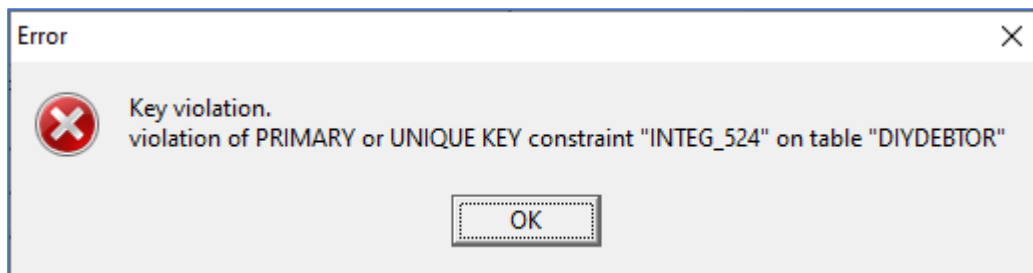 Error
Key violation.
violation of PRIMARY or UNIQUE KEY constraint "INTEG_524" on table "DIYDEBTOR"
OK